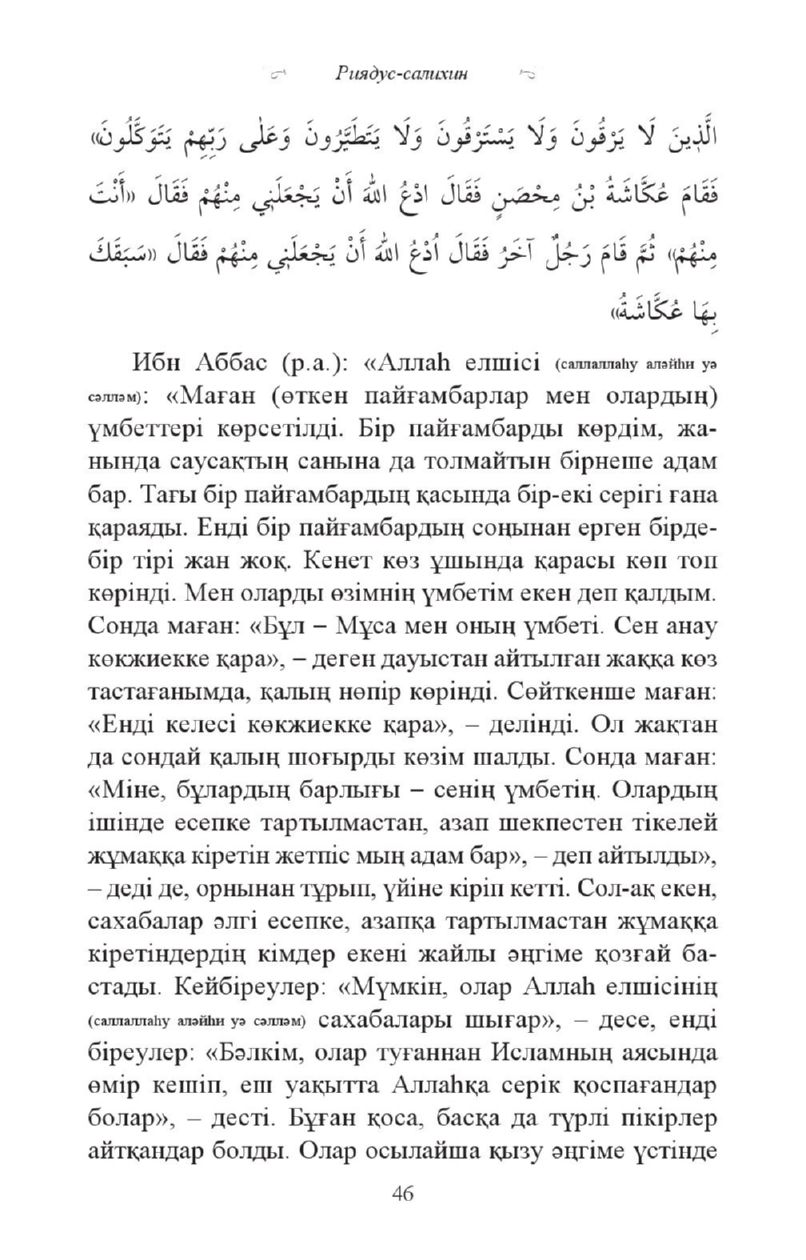 Риядус-салихин
الَّذِينَ لَا يَرْقُونَ وَلَا يَسْتَرْقُونَ وَلَا يَتَطَيَّرُونَ وَعَلٰى رَبِّهِمْ يَتَوَكَّلُونَ»
فَقَامَ عُكَّاشَةُ بْنُ مِحْصَنٍ فَقَالَ ادْعُ اللهَ أَنْ يَجْعَلَنِي مِنْهُمْ فَقَالَ «أَنْتَ
مِنْهُمْ» ثُمَّ قَامَ رَجُلٌ آخَرُ فَقَالَ اُدْعُ اللهَ أَنْ يَجْعَلَنِي مِنْهُمْ فَقَالَ «سَبَقَكَ
بِهَا عُكَّاشَةُ»
Ибн Аббас (р.а.): «Аллаһ елшісі (саллаллаһу аләйһи уә
сәлләм): «Маған (өткен пайғамбарлар мен олардың)
үмбеттері көрсетілді. Бір пайғамбарды көрдім, жа-
нында саусақтың санына да толмайтын бірнеше адам
бар. Тағы бір пайғамбардың қасында бір-екі серігі ғана
қараяды. Енді бір пайғамбардың соңынан ерген бірде-
бір тірі жан жоқ. Кенет көз ұшында қарасы көп топ
көрінді. Мен оларды өзімнің үмбетім екен деп қалдым.
Сонда маған: «Бұл – Мұса мен оның үмбеті. Сен анау
көкжиекке қара», – деген дауыстан айтылған жаққа көз
тастағанымда, қалың нөпір көрінді. Сөйткенше маған:
«Енді келесі көкжиекке қара», – делінді. Ол жақтан
да сондай қалың шоғырды көзім шалды. Сонда маған:
«Міне, бұлардың барлығы – сенің үмбетің. Олардың
ішінде есепке тартылмастан, азап шекпестен тікелей
жұмаққа кіретін жетпіс мың адам бар», – деп айтылды»,
– деді де, орнынан тұрып, үйіне кіріп кетті. Сол-ақ екен,
сахабалар әлгі есепке, азапқа тартылмастан жұмаққа
кіретіндердің кімдер екені жайлы әңгіме қозғай ба-
стады. Кейбіреулер: «Мүмкін, олар Аллаһ елшісінің
(саллаллаһу аләйһи уә сәлләм) сахабалары шығар», – десе, енді
біреулер: «Бәлкім, олар туғаннан Исламның аясында
өмір кешіп, еш уақытта Аллаһқа серік қоспағандар
болар», – десті. Бұған қоса, басқа да түрлі пікірлер
айтқандар болды. Олар осылайша қызу әңгіме үстінде
46